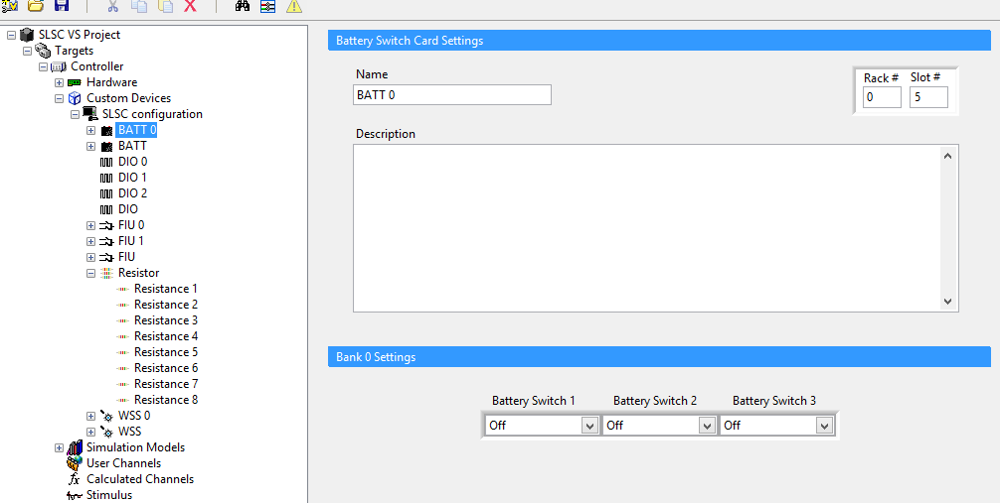 SLSC VS Project
Targets
Controller
Hardware
Custom Devices
SLSC configuration
BATT 0
BATT
DIO 0
DIO 1
DIO 2
DIO
FIU 0
FIU 1
FIU
Resistor
Resistance 1
Resistance 2
Resistance 3
Resistance 4
Resistance 5
Resistance 6
Resistance 7
Resistance 8
WSS 0
WSS
Simulation Models
User Channels
fx Calculated Channels
Stimulus
Battery Switch Card Settings
Name
BATT 0
Rack # Slot #
0 5
Description
Bank 0 Settings
Battery Switch 1 Battery Switch 2 Battery Switch 3
Off Off Off